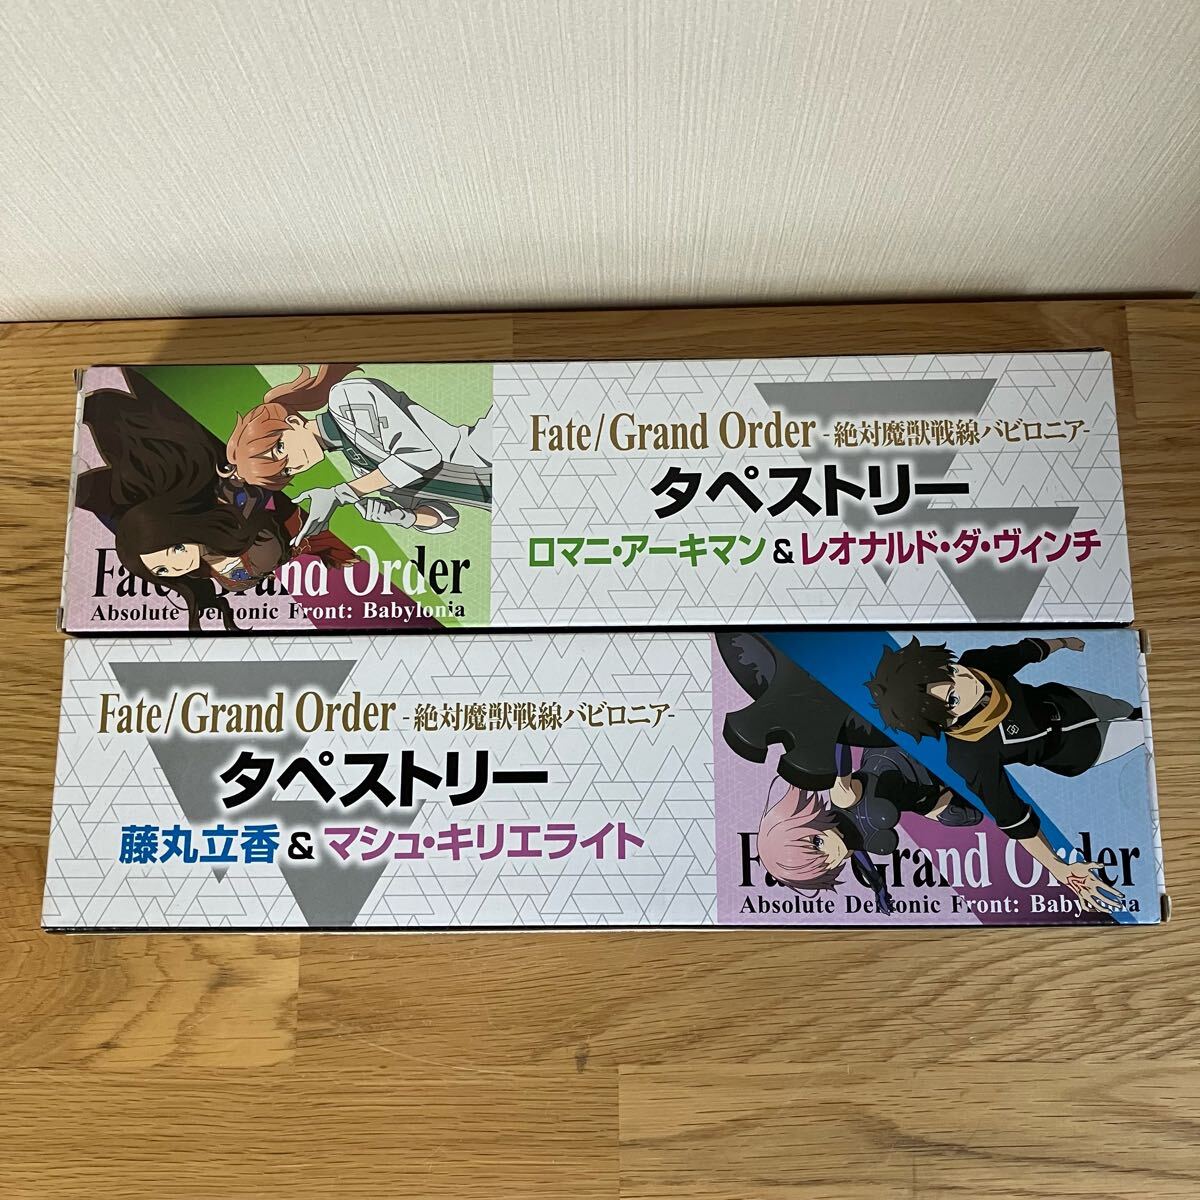 Fate/Grand Order -絶対魔獣戦線バビロニア-
タペストリー
ロマニ・アーキマン&レオナルド・ダ・ヴィンチ
Fate/Grand Order
Absolute Demonic Front: Babylonia
Fate/Grand Order -絶対魔獣戦線バビロニア-
タペストリー
藤丸立香&マシュ・キリエライト
Fate/Grand Order
Absolute Demonic Front: Babylonia